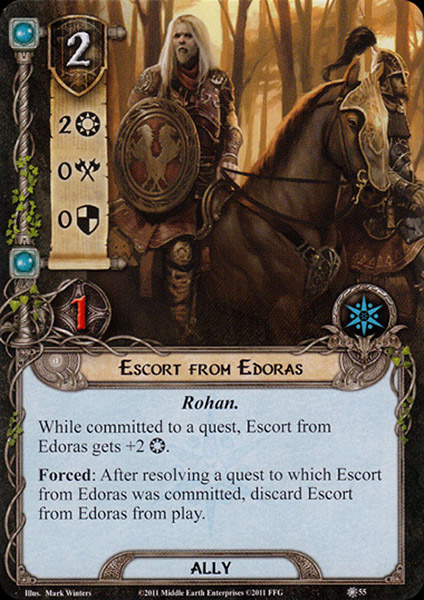 2
2
0
0
1
Escort from Edoras
Rohan.
While committed to a quest, Escort from
Edoras gets +2 .
Forced: After resolving a quest to which Escort
from Edoras was committed, discard Escort
from Edoras from play.
ALLY
Illus. Mark Winters ©2011 Middle Earth Enterprises ©2011 FFG 55